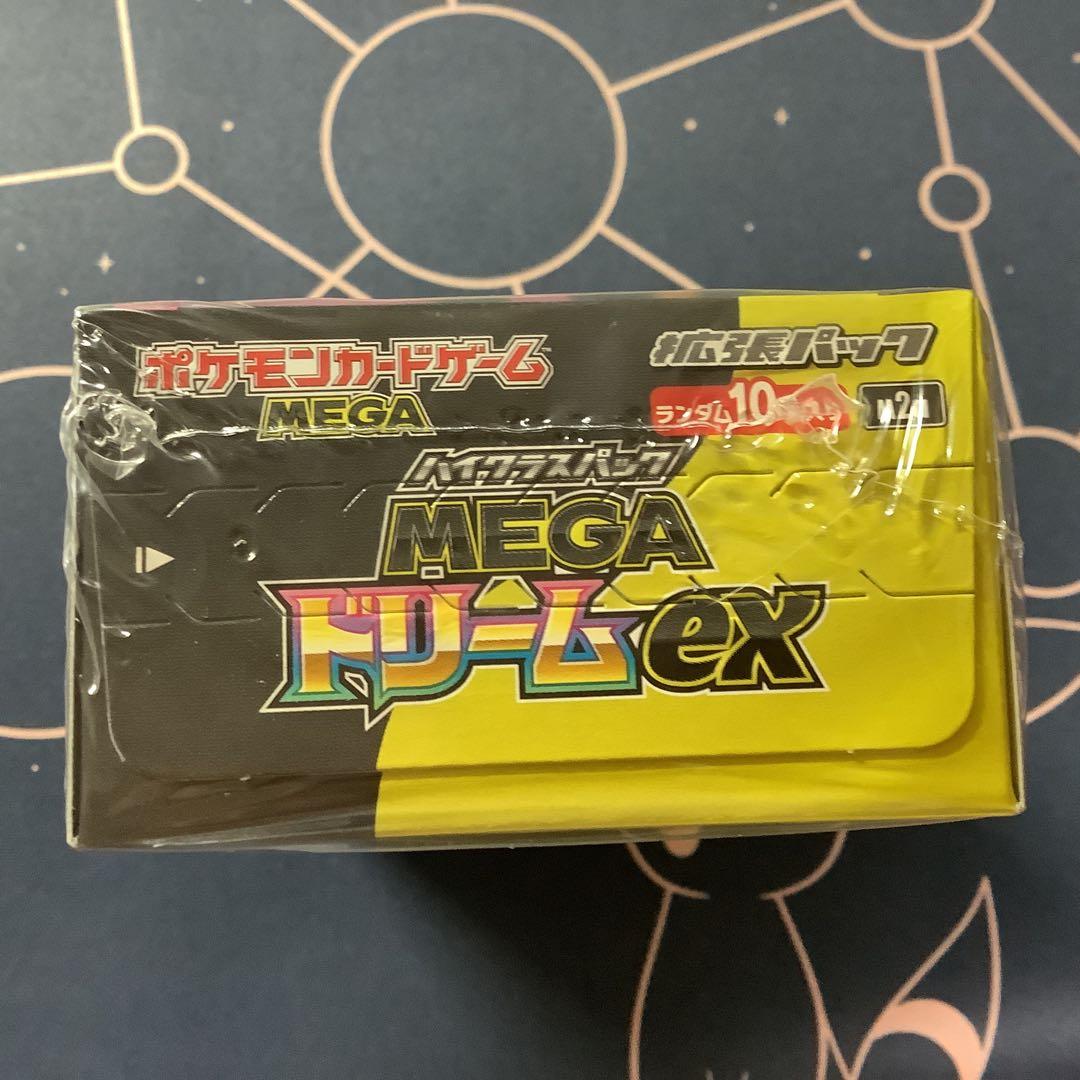 ポケモンカードゲーム
MEGA
拡張パック
ランダム10
ハイクラスパック
MEGA
ドリームex